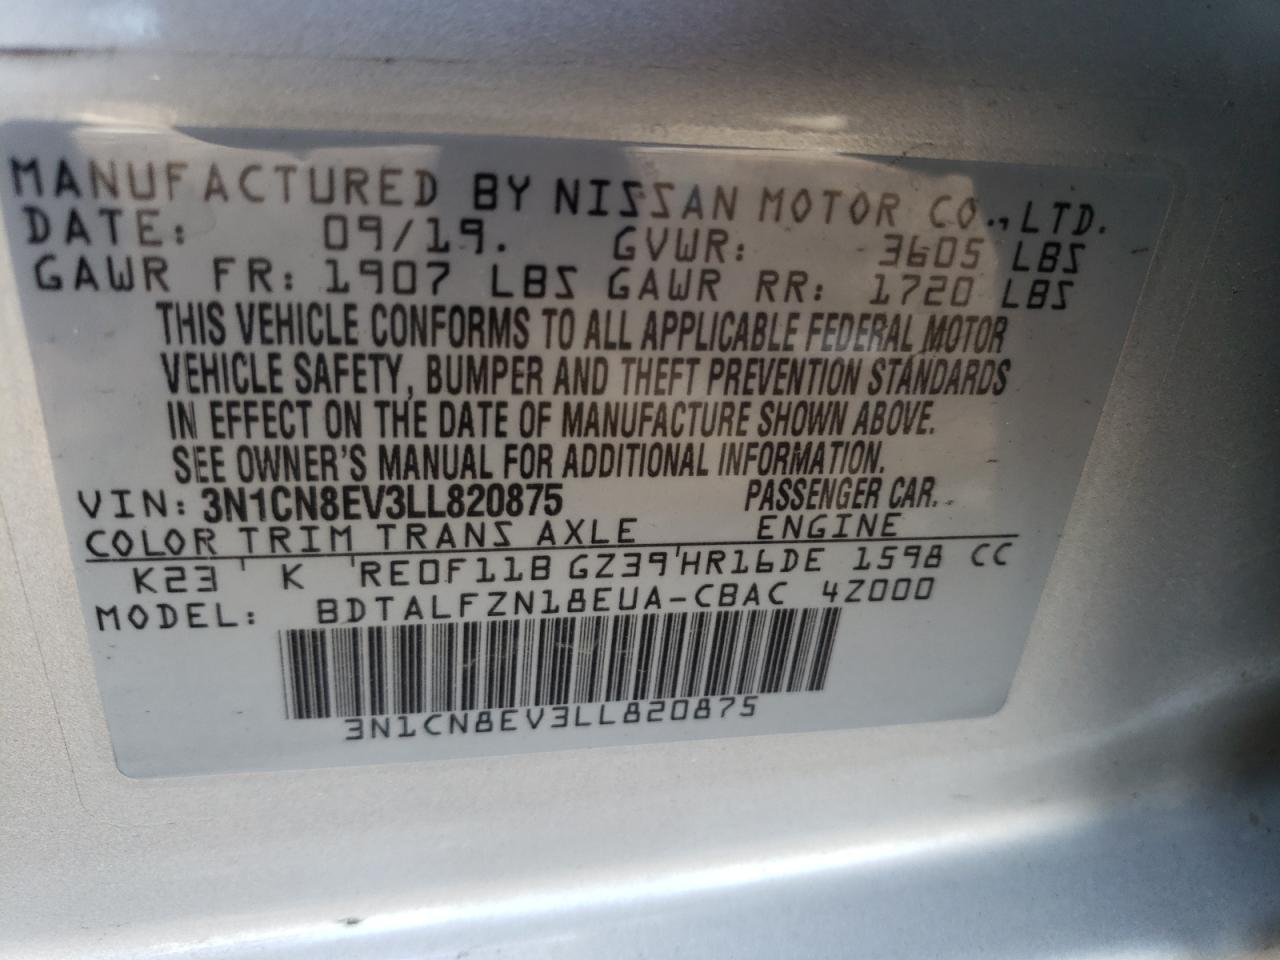 MANUFACTURED BY NISSAN MOTOR CO., LTD.
DATE: 09/19. GVWR: 3605 LBS
GAWR FR: 1907 LBS GAWR RR: 1720 LBS
THIS VEHICLE CONFORMS TO ALL APPLICABLE FEDERAL MOTOR
VEHICLE SAFETY, BUMPER AND THEFT PREVENTION STANDARDS
IN EFFECT ON THE DATE OF MANUFACTURE SHOWN ABOVE.
SEE OWNER'S MANUAL FOR ADDITIONAL INFORMATION.
VIN: 3N1CN8EV3LL820875 PASSENGER CAR.
COLOR TRIM TRANS AXLE ENGINE
K23 ' K 'RE0F11B GZ39'HR16DE 1598 CC
MODEL: BDTALFZN18EUA-CBAC 4Z000
3N1CN8EV3LL820875